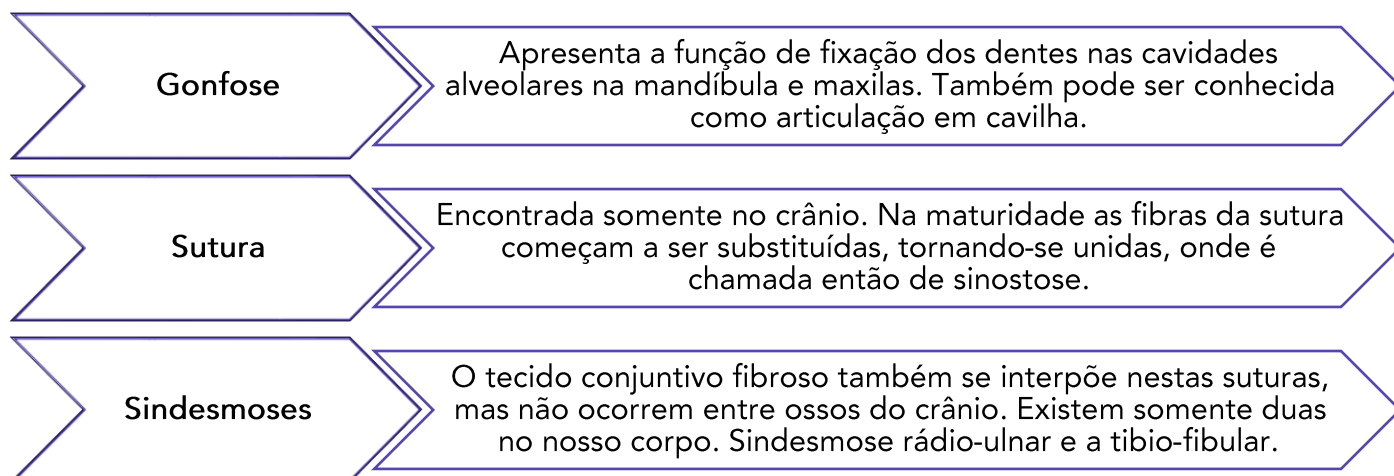 Gonfose
Apresenta a função de fixação dos dentes nas cavidades
alveolares na mandíbula e maxilas. Também pode ser conhecida
como articulação em cavilha.
Sutura
Encontrada somente no crânio. Na maturidade as fibras da sutura
começam a ser substituídas, tornando-se unidas, onde é
chamada então de sinostose.
Sindesmoses
O tecido conjuntivo fibroso também se interpõe nestas suturas,
mas não ocorrem entre ossos do crânio. Existem somente duas
no nosso corpo. Sindesmose rádio-ulnar e a tibio-fibular.